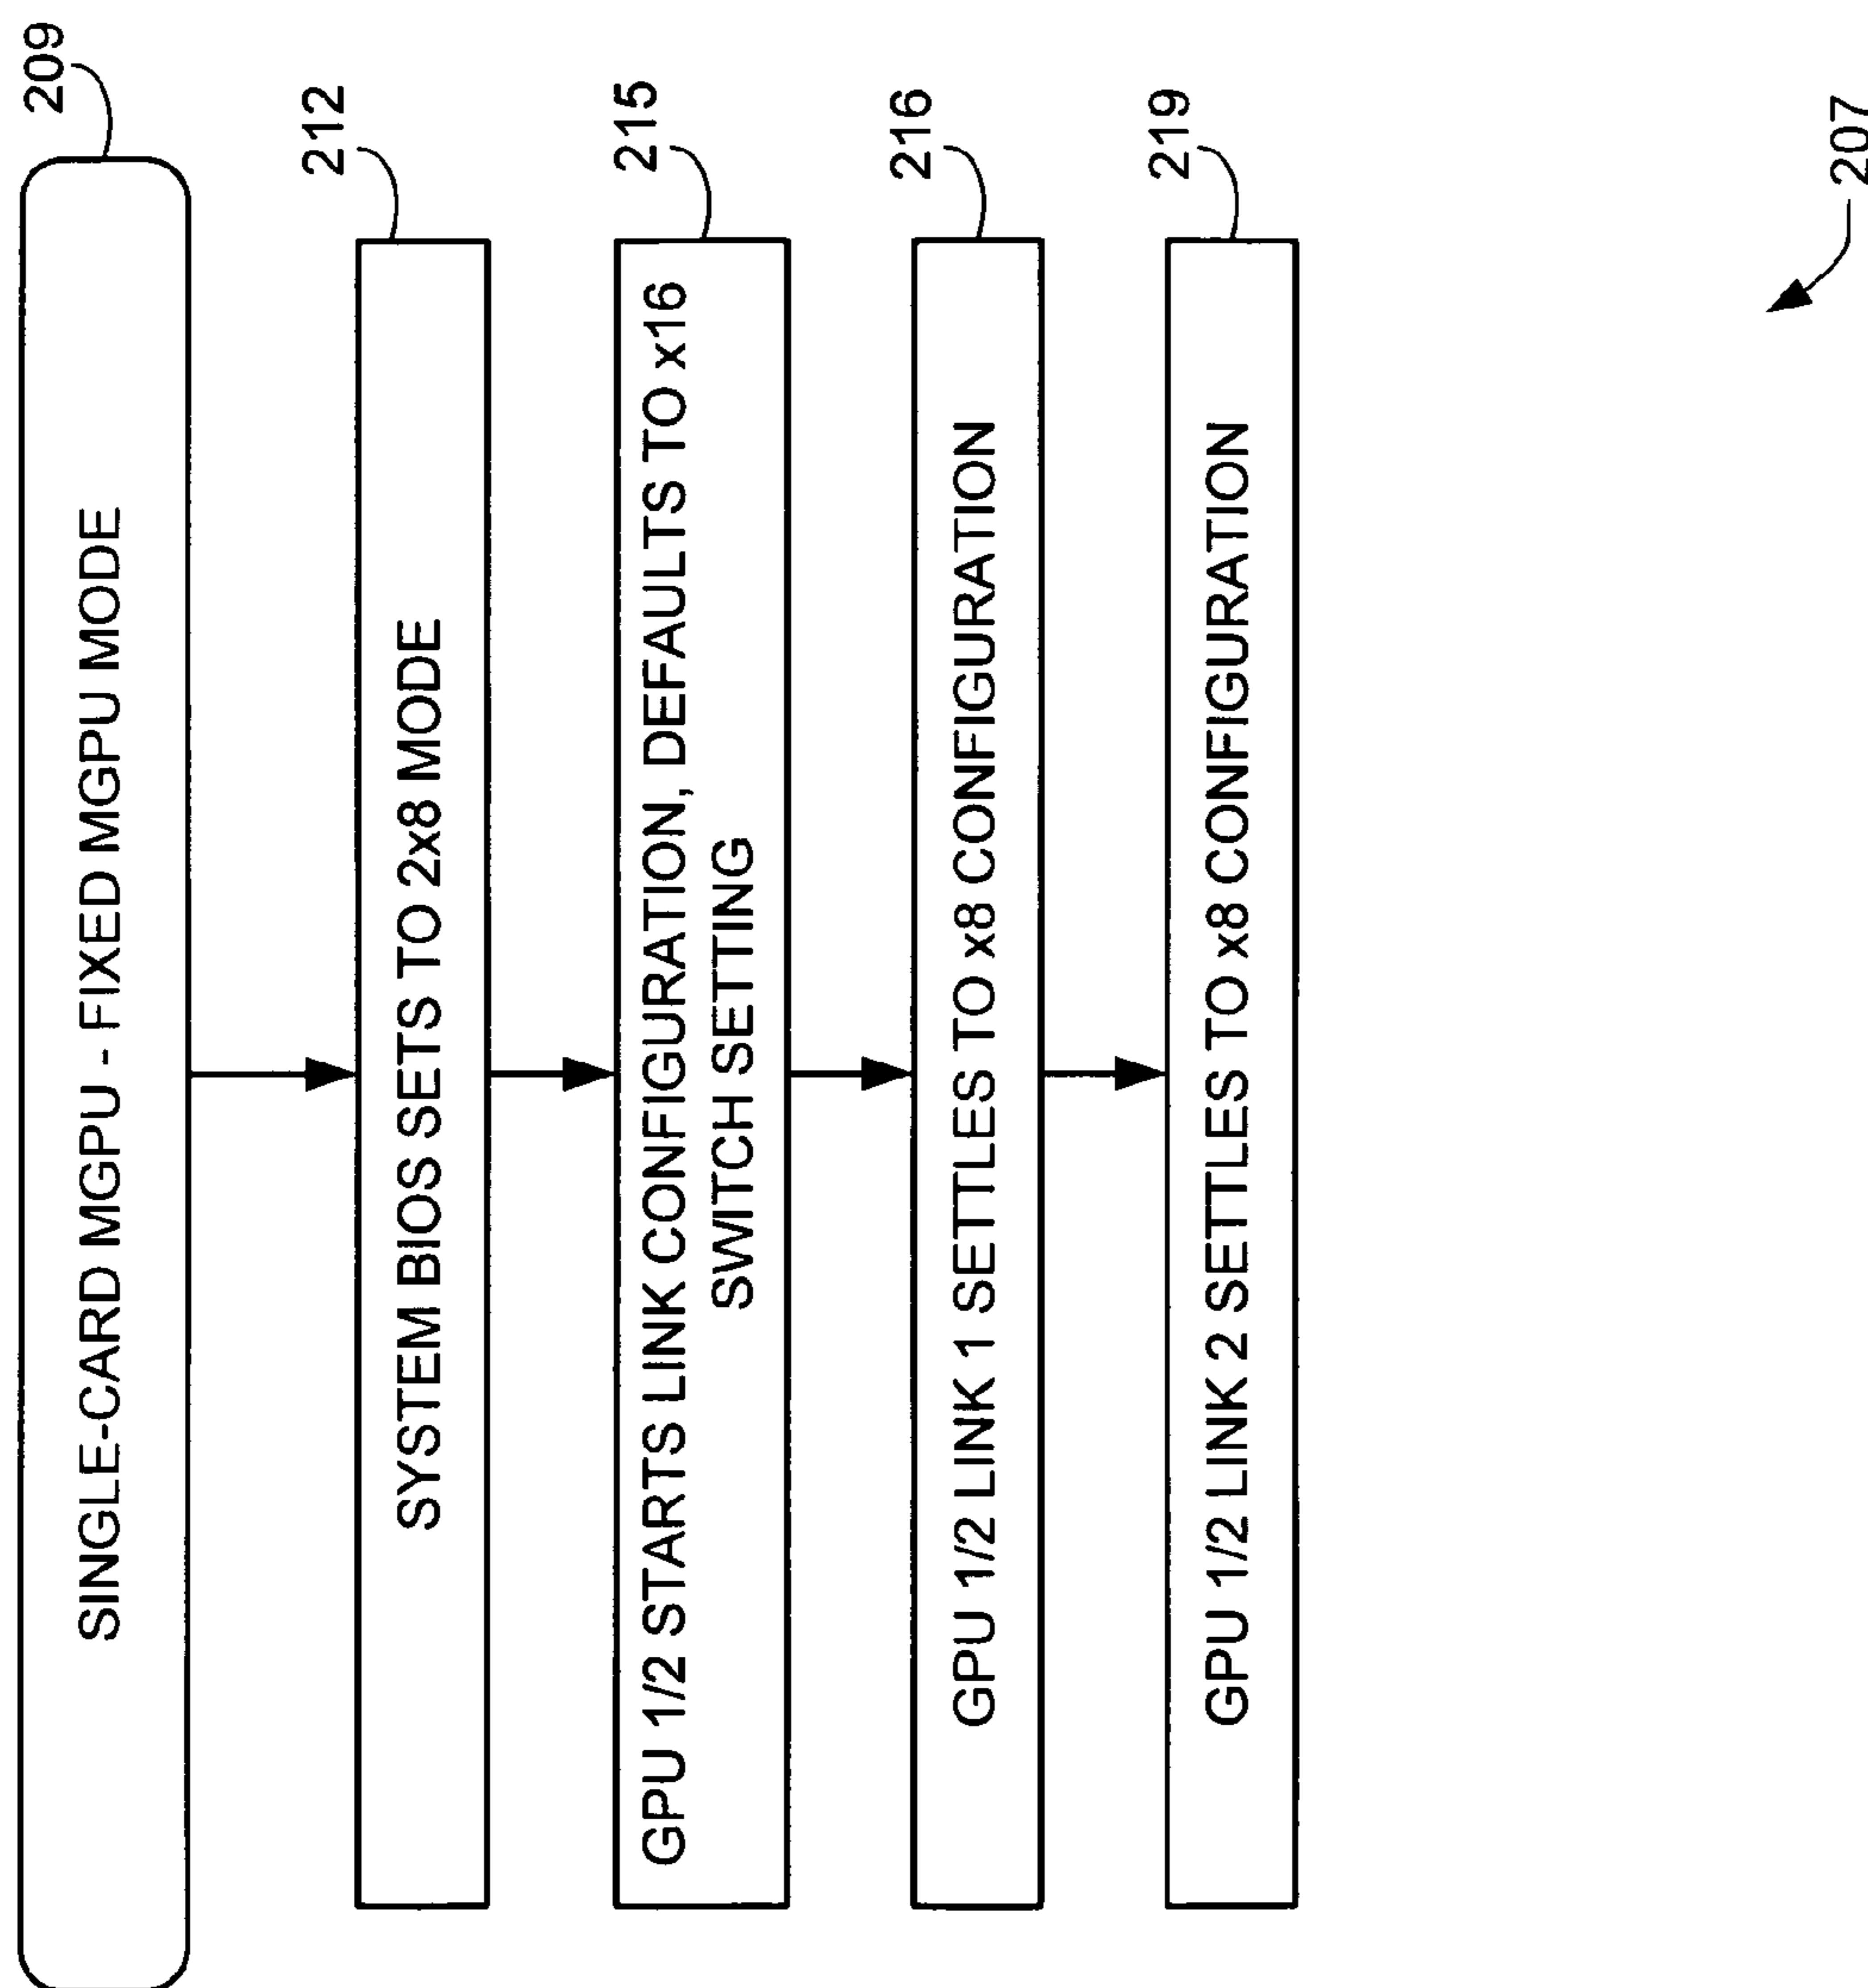 209
SINGLE-CARD MGPU - FIXED MGPU MODE
212
SYSTEM BIOS SETS TO 2x8 MODE
215
GPU 1/2 STARTS LINK CONFIGURATION, DEFAULTS TO x16
SWITCH SETTING
216
GPU 1/2 LINK 1 SETTLES TO x8 CONFIGURATION
219
GPU 1/2 LINK 2 SETTLES TO x8 CONFIGURATION
207